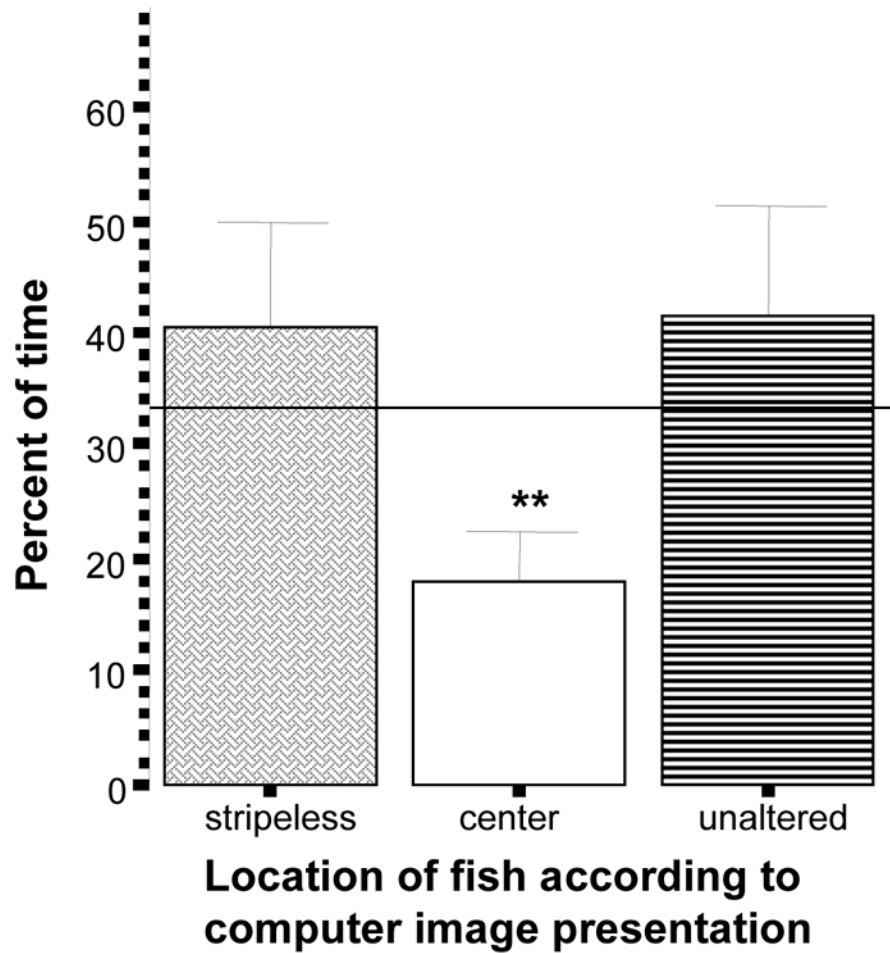 Percent of time
60
50
40
30
20
10
0
**
stripeless
center
unaltered
Location of fish according to
computer image presentation